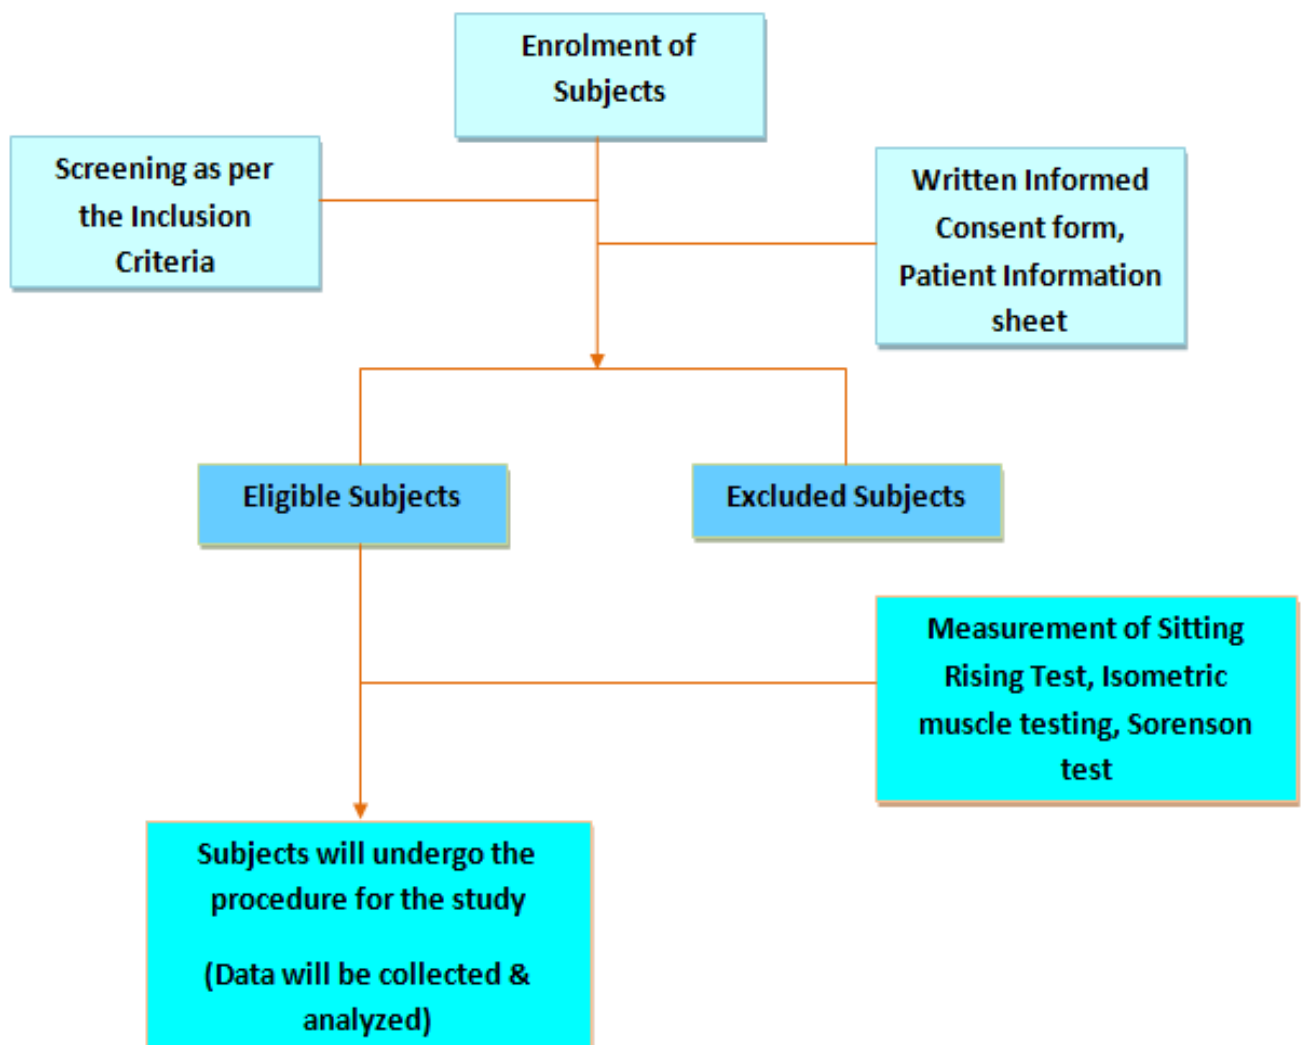 Enrolment of
Subjects
Screening as per
the Inclusion
Criteria
Written Informed
Consent form,
Patient Information
sheet
Eligible Subjects
Excluded Subjects
Measurement of Sitting
Rising Test, Isometric
muscle testing, Sorenson
test
Subjects will undergo the
procedure for the study
(Data will be collected &
analyzed)